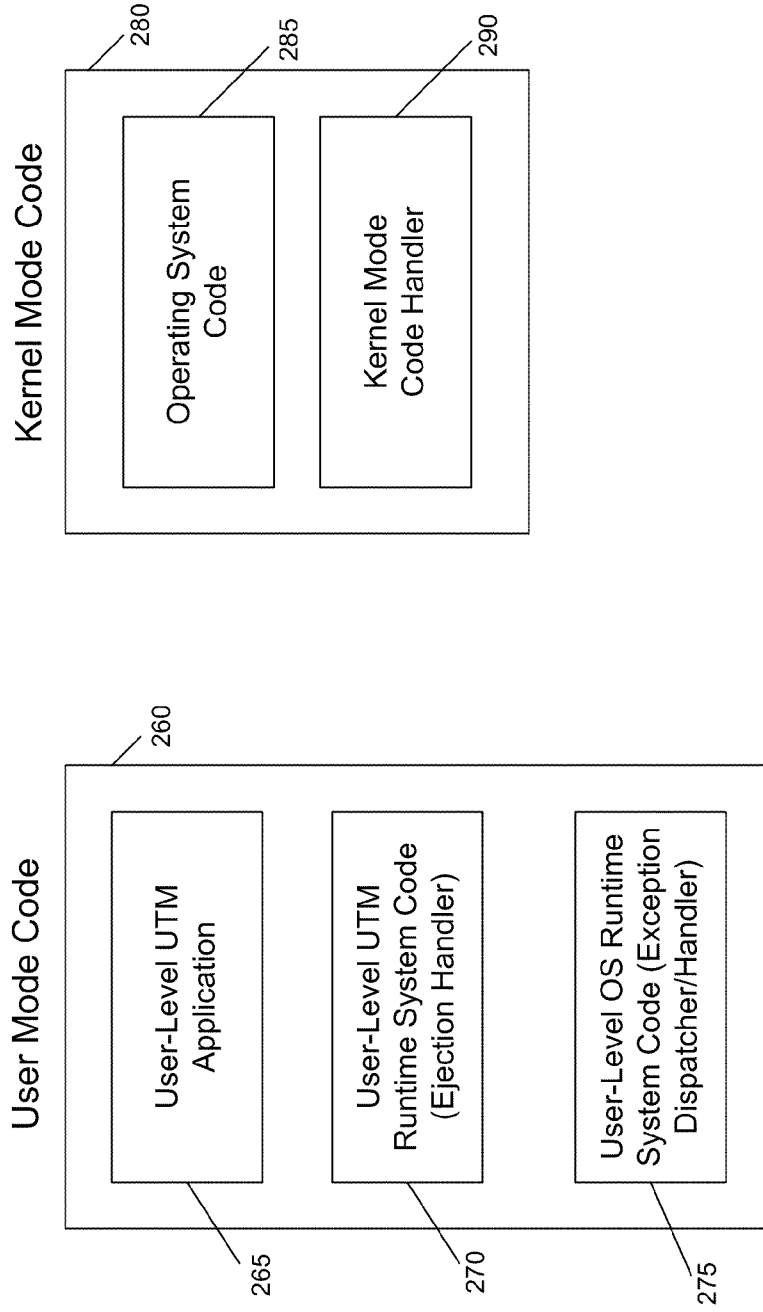 User Mode Code
260
User-Level UTM
Application
265
User-Level UTM
Runtime System Code
(Ejection Handler)
270
User-Level OS Runtime
System Code (Exception
Dispatcher/Handler)
275
Kernel Mode Code
280
Operating System
Code
285
Kernel Mode
Code Handler
290